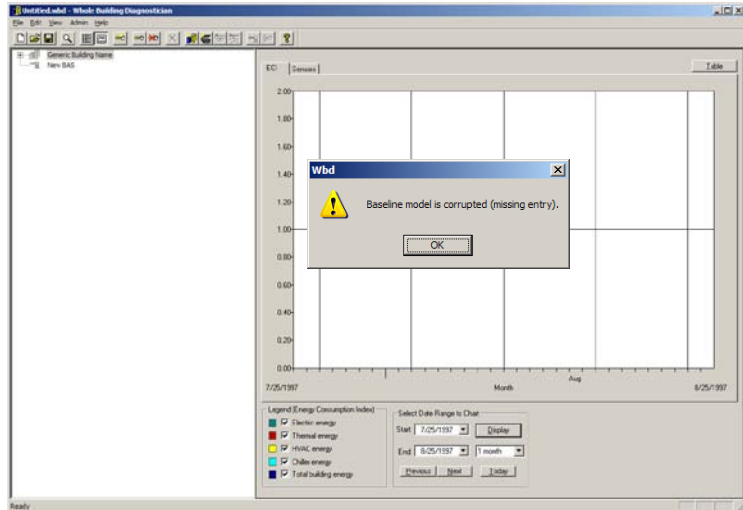 Untitled.wbd - Whole Building Diagnostician
File Edit View Admin Help
Generic Building Name
New BAS
ECI Sensors Table
2.00
1.80
1.60
1.40
1.20
1.00
0.80
0.60
0.40
0.20
0.00
Wbd
Baseline model is corrupted (missing entry).
OK
Aug
7/25/1997 Month 8/25/1997
Legend (Energy Consumption Index)
Electric energy
Thermal energy
HVAC energy
Chiller energy
Total building energy
Select Date Range to Chart
Start 7/25/1997 Display
End 8/25/1997 1 month
Previous Next Today
Ready